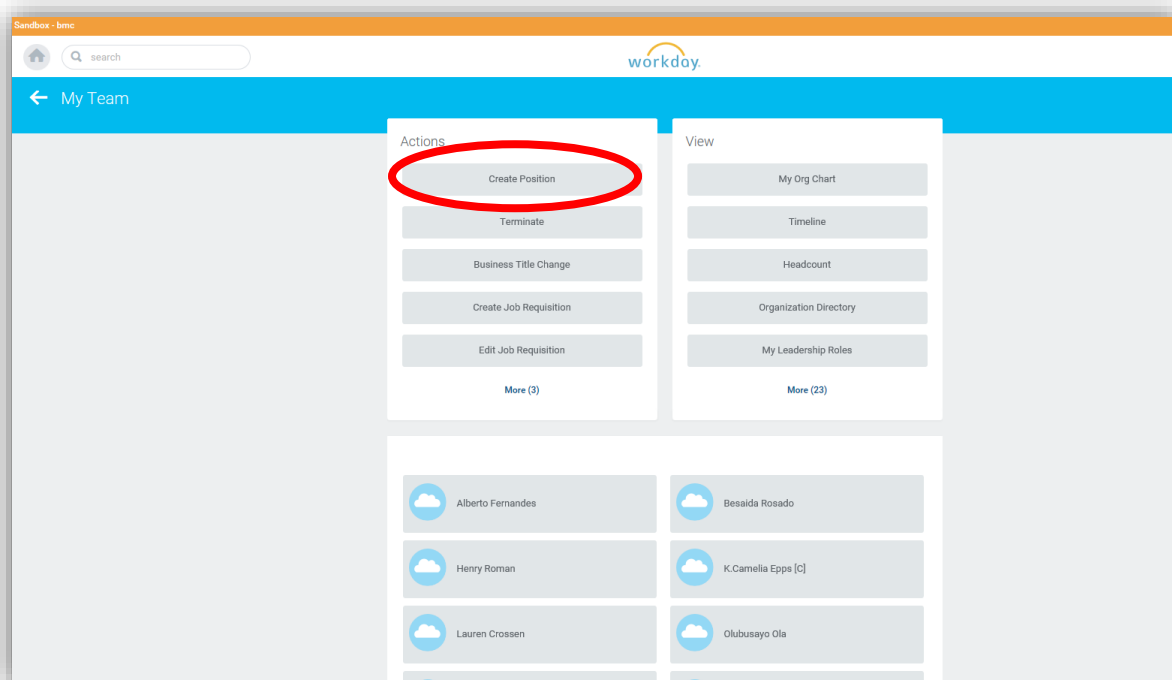 Sandbox - bmc
search
workday.
My Team
Actions
Create Position
Terminate
Business Title Change
Create Job Requisition
Edit Job Requisition
More (3)
View
My Org Chart
Timeline
Headcount
Organization Directory
My Leadership Roles
More (23)
Alberto Fernandes
Besaida Rosado
Henry Roman
K.Camelia Epps [C]
Lauren Crossen
Olubusayo Ola